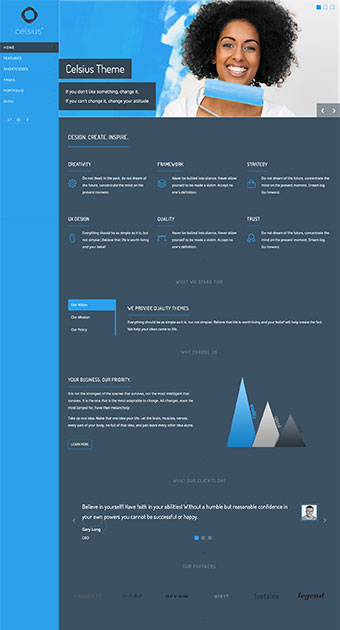 celsius°
HOME
FEATURES
SHORTCODES
PAGES
PORTFOLIO
BLOG
Celsius Theme
If you don't like something, change it.
If you can't change it, change your attitude
DESIGN. CREATE. INSPIRE.
CREATIVITY
Do not dwell in the past, do not dream of
the future, concentrate the mind on the
present moment.
FRAMEWORK
Never be bullied into silence. Never allow
yourself to be made a victim. Accept no
one's definition.
STRATEGY
Do not dream of the future, concentrate the
mind on the present moment. Dream big.
Go forward.
UX DESIGN
Everything should be as simple as it is, but
not simpler. Believe that life is worth living
and your belief
QUALITY
Never be bullied into silence. Never allow
yourself to be made a victim. Accept no
one's definition.
TRUST
Do not dream of the future, concentrate the
mind on the present moment. Dream big.
Go forward.
WHAT WE STAND FOR
Our Vision
Our Mission
Our Policy
WE PROVIDE QUALITY THEMES.
Everything should be as simple as it is, but not simpler. Believe that life is worth living and your belief will help create the fact.
We help your ideas come to life.
WHY CHOOSE US
YOUR BUSINESS, OUR PRIORITY.
It is not the strongest of the species that survives, nor the most intelligent that
survives. It is the one that is the most adaptable to change. All changes, even the
most longed for, have their melancholy.
Take up one idea. Make that one idea your life. Let the brain, muscles, nerves,
every part of your body, be full of that idea, and just leave every other idea alone.
LEARN MORE
WHAT OUR CLIENTS SAY
Believe in yourself! Have faith in your abilities! Without a humble but reasonable confidence in
your own powers you cannot be successful or happy.
Gary Long
CEO
OUR PARTNERS
fontaine
legend